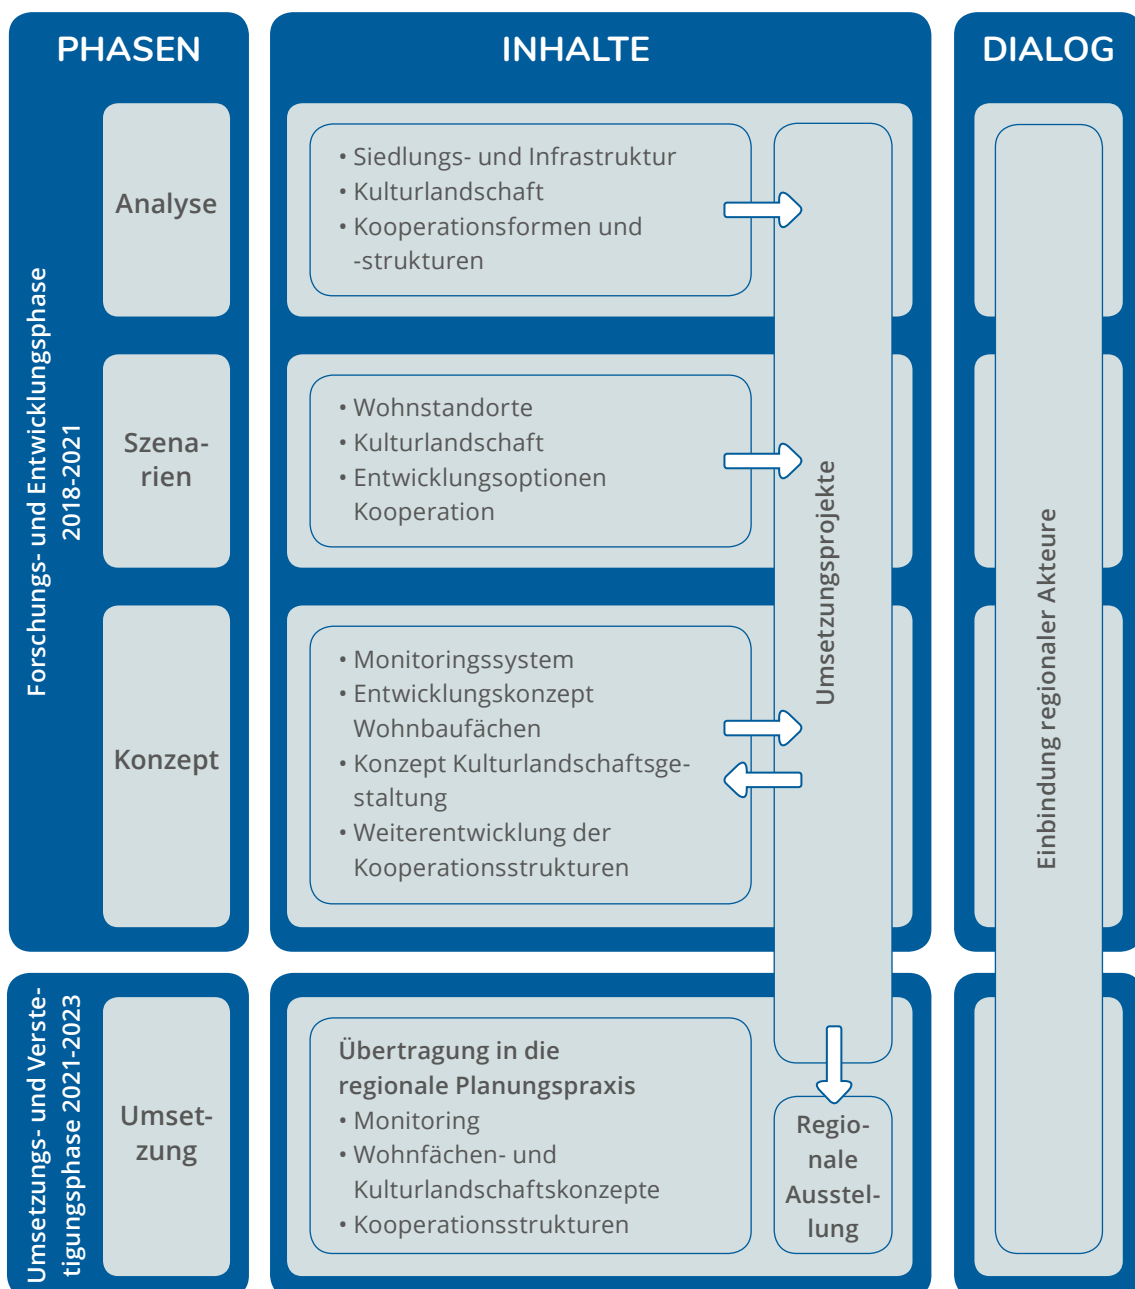 PHASEN
INHALTE
DIALOG
Forschungs- und Entwicklungsphase
2018-2021
Analyse
• Siedlungs- und Infrastruktur
• Kulturlandschaft
• Kooperationsformen und
-strukturen
Szena-
rien
• Wohnstandorte
• Kulturlandschaft
• Entwicklungsoptionen
Kooperation
Konzept
• Monitoringssystem
• Entwicklungskonzept
Wohnbaufächen
• Konzept Kulturlandschaftsge-
staltung
• Weiterentwicklung der
Kooperationsstrukturen
Umsetzungsprojekte
Einbindung regionaler Akteure
Umsetzungs- und Verste-
tigungsphase 2021-2023
Umset-
zung
Übertragung in die
regionale Planungspraxis
• Monitoring
• Wohnfächen- und
Kulturlandschaftskonzepte
• Kooperationsstrukturen
Regio-
nale
Ausstel-
lung